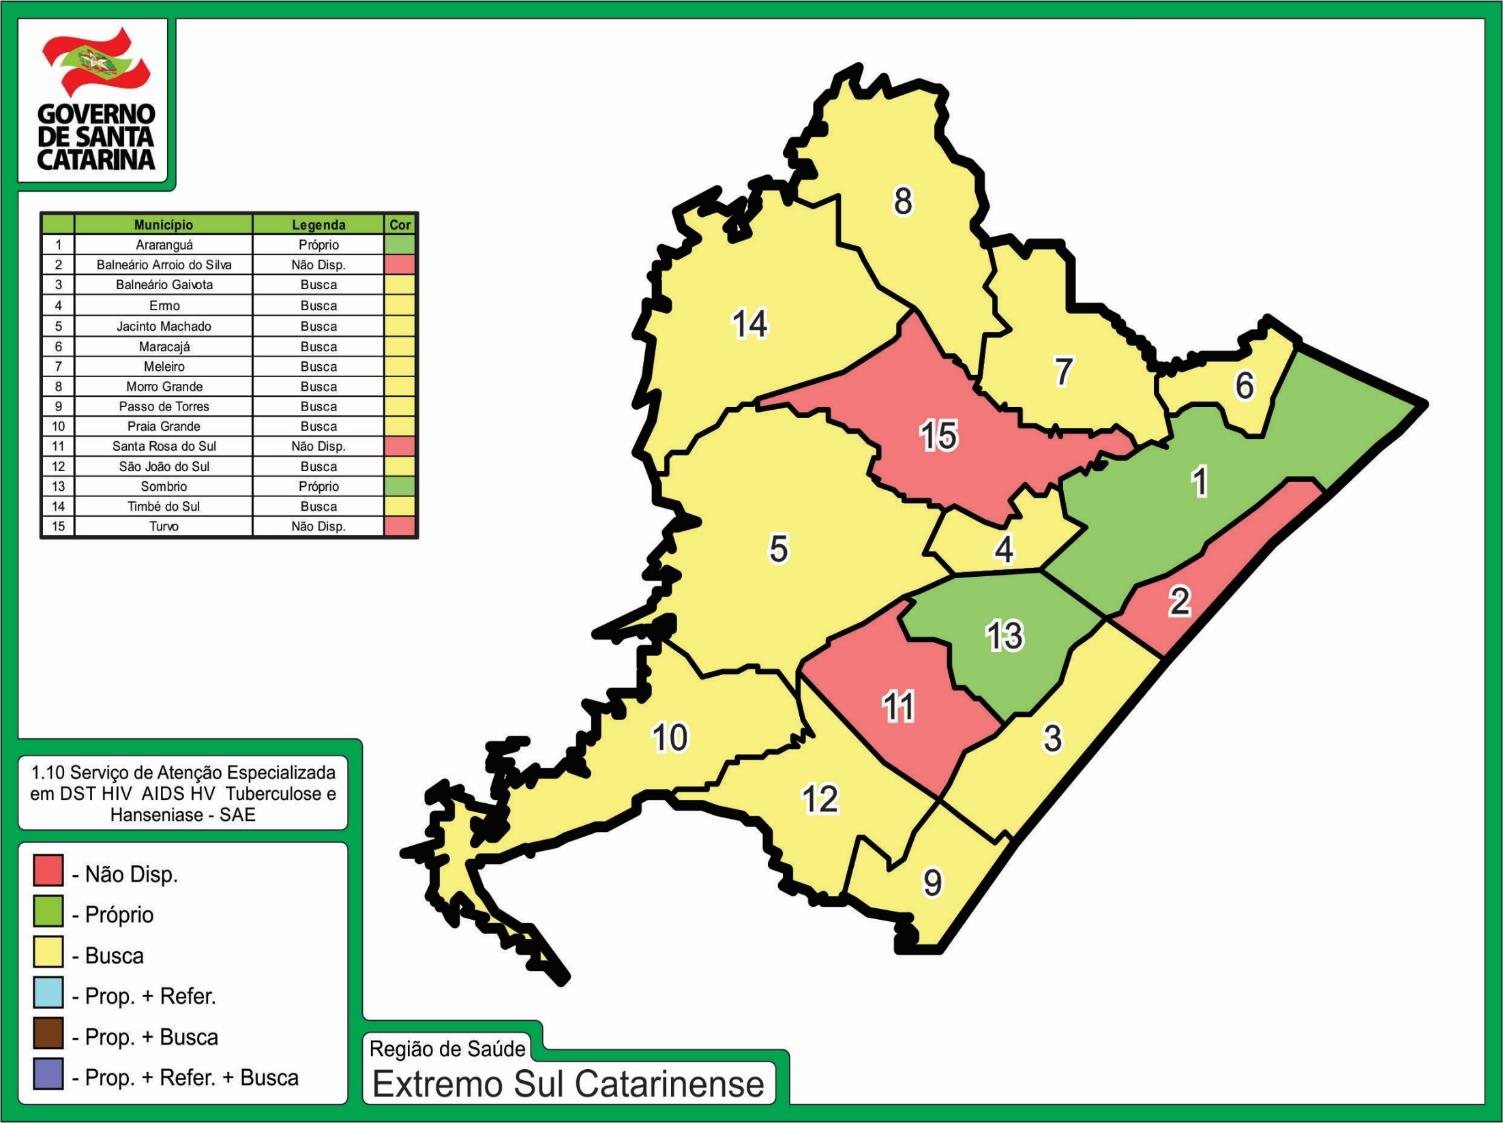 GOVERNO
DE SANTA
CATARINA
Município Legenda Cor
1 Araranguá Próprio
2 Balneário Arroio do Silva Não Disp.
3 Balneário Gaivota Busca
4 Ermo Busca
5 Jacinto Machado Busca
6 Maracajá Busca
7 Meleiro Busca
8 Morro Grande Busca
9 Passo de Torres Busca
10 Praia Grande Busca
11 Santa Rosa do Sul Não Disp.
12 São João do Sul Busca
13 Sombrio Próprio
14 Timbé do Sul Busca
15 Turvo Não Disp.
8
14
7
6
15
1
5
4
2
13
11
10
3
12
9
1.10 Serviço de Atenção Especializada
em DST HIV AIDS HV Tuberculose e
Hanseniase - SAE
- Não Disp.
- Próprio
- Busca
- Prop. + Refer.
- Prop. + Busca
- Prop. + Refer. + Busca
Região de Saúde
Extremo Sul Catarinense